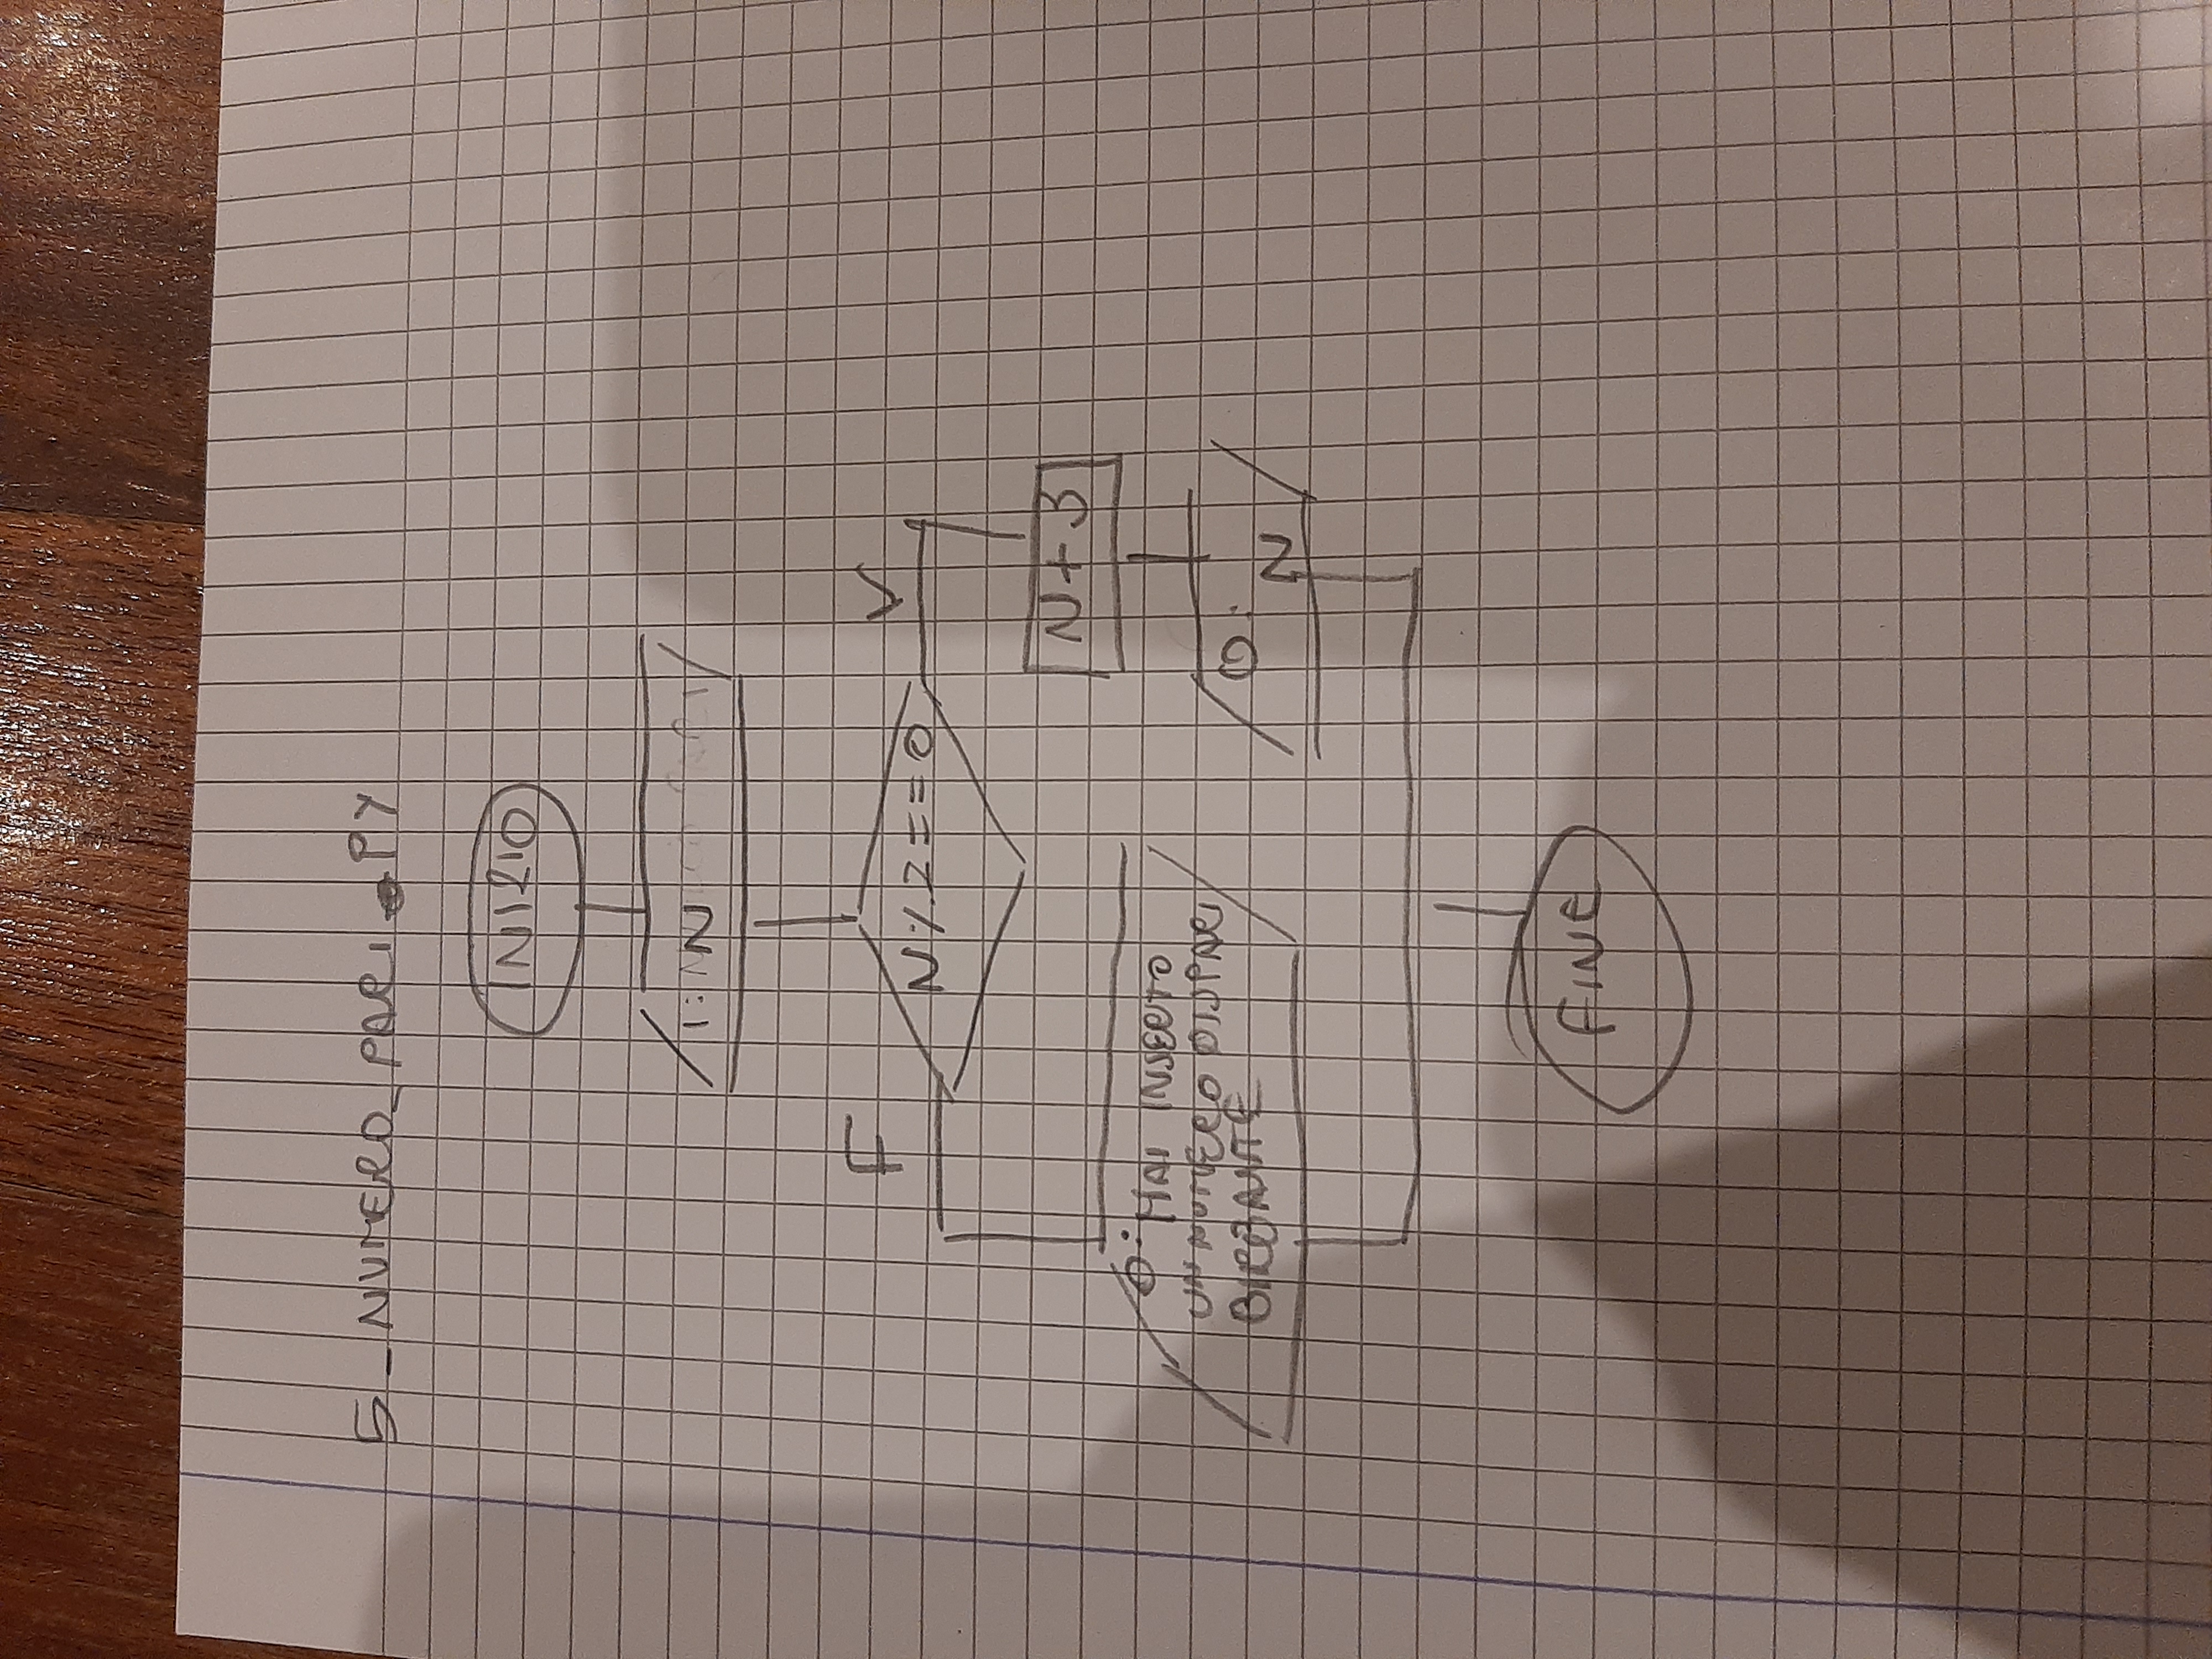 5_NUMERO_PARI.PY
INIZIO
I: N
N%2==0
F
V
O: HAI INSERITO
UN NUMERO DISPARI
BIRBANTE
N+3
O: N
FINE